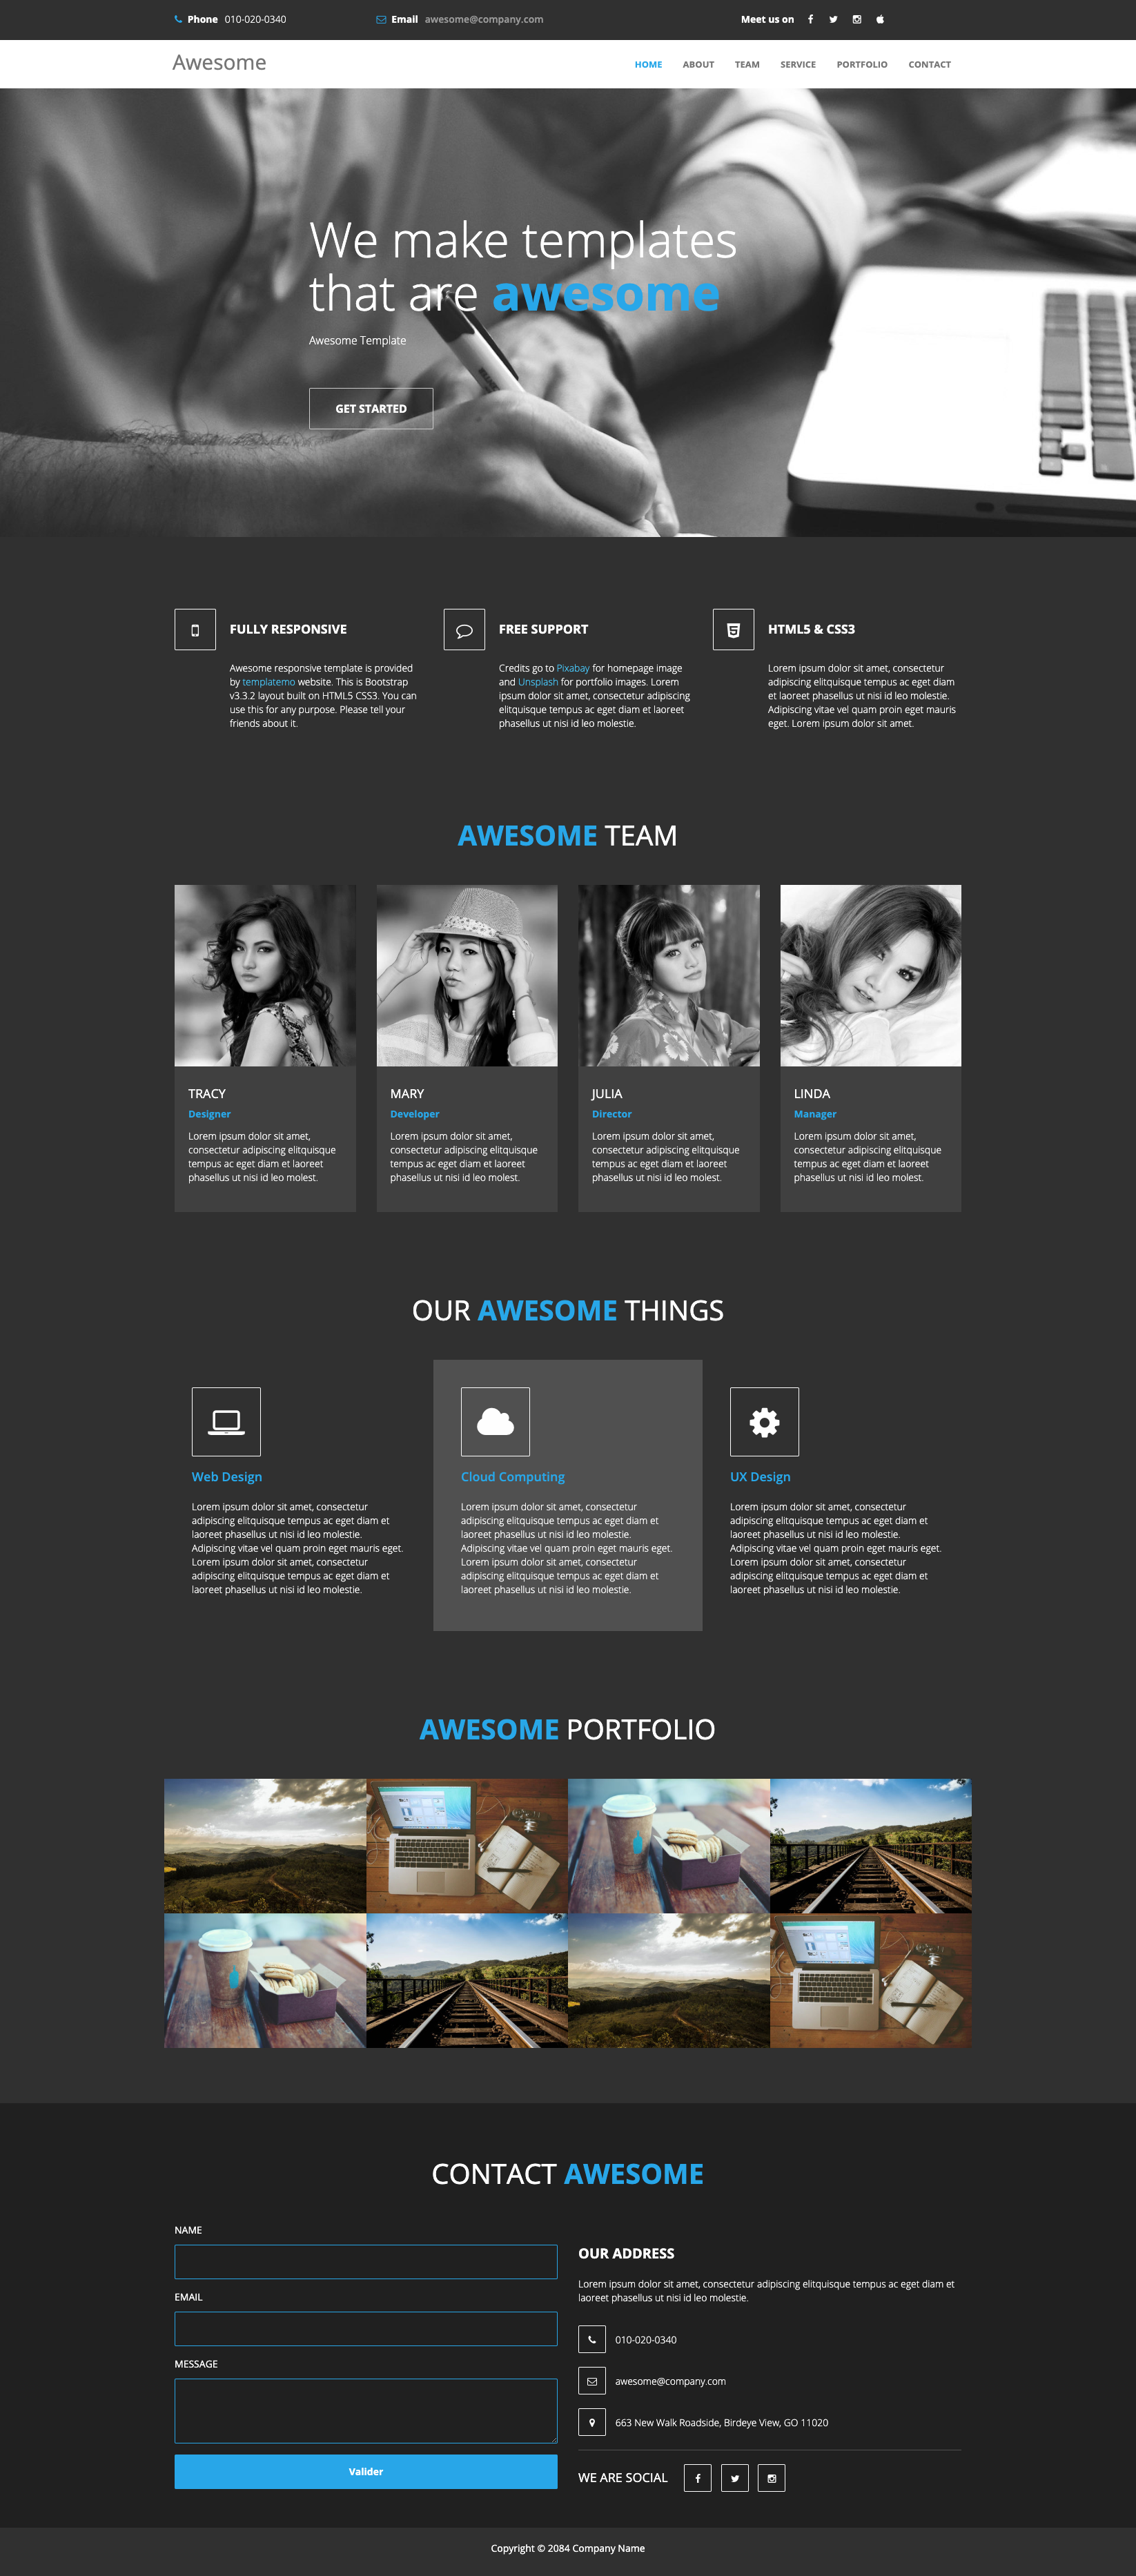 Phone 010-020-0340
Email awesome@company.com
Meet us on
Awesome
HOME ABOUT TEAM SERVICE PORTFOLIO CONTACT
We make templates
that are awesome
Awesome Template
GET STARTED
FULLY RESPONSIVE
Awesome responsive template is provided
by templatemo website. This is Bootstrap
v3.3.2 layout built on HTML5 CSS3. You can
use this for any purpose. Please tell your
friends about it.
FREE SUPPORT
Credits go to Pixabay for homepage image
and Unsplash for portfolio images. Lorem
ipsum dolor sit amet, consectetur adipiscing
elitquisque tempus ac eget diam et laoreet
phasellus ut nisi id leo molestie.
HTML5 & CSS3
Lorem ipsum dolor sit amet, consectetur
adipiscing elitquisque tempus ac eget diam
et laoreet phasellus ut nisi id leo molestie.
Adipiscing vitae vel quam proin eget mauris
eget. Lorem ipsum dolor sit amet.
AWESOME TEAM
TRACY
Designer
Lorem ipsum dolor sit amet,
consectetur adipiscing elitquisque
tempus ac eget diam et laoreet
phasellus ut nisi id leo molest.
MARY
Developer
Lorem ipsum dolor sit amet,
consectetur adipiscing elitquisque
tempus ac eget diam et laoreet
phasellus ut nisi id leo molest.
JULIA
Director
Lorem ipsum dolor sit amet,
consectetur adipiscing elitquisque
tempus ac eget diam et laoreet
phasellus ut nisi id leo molest.
LINDA
Manager
Lorem ipsum dolor sit amet,
consectetur adipiscing elitquisque
tempus ac eget diam et laoreet
phasellus ut nisi id leo molest.
OUR AWESOME THINGS
Web Design
Lorem ipsum dolor sit amet, consectetur
adipiscing elitquisque tempus ac eget diam et
laoreet phasellus ut nisi id leo molestie.
Adipiscing vitae vel quam proin eget mauris eget.
Lorem ipsum dolor sit amet, consectetur
adipiscing elitquisque tempus ac eget diam et
laoreet phasellus ut nisi id leo molestie.
Cloud Computing
Lorem ipsum dolor sit amet, consectetur
adipiscing elitquisque tempus ac eget diam et
laoreet phasellus ut nisi id leo molestie.
Adipiscing vitae vel quam proin eget mauris eget.
Lorem ipsum dolor sit amet, consectetur
adipiscing elitquisque tempus ac eget diam et
laoreet phasellus ut nisi id leo molestie.
UX Design
Lorem ipsum dolor sit amet, consectetur
adipiscing elitquisque tempus ac eget diam et
laoreet phasellus ut nisi id leo molestie.
Adipiscing vitae vel quam proin eget mauris eget.
Lorem ipsum dolor sit amet, consectetur
adipiscing elitquisque tempus ac eget diam et
laoreet phasellus ut nisi id leo molestie.
AWESOME PORTFOLIO
CONTACT AWESOME
NAME
EMAIL
MESSAGE
Valider
OUR ADDRESS
Lorem ipsum dolor sit amet, consectetur adipiscing elitquisque tempus ac eget diam et
laoreet phasellus ut nisi id leo molestie.
010-020-0340
awesome@company.com
663 New Walk Roadside, Birdeye View, GO 11020
WE ARE SOCIAL
Copyright © 2084 Company Name